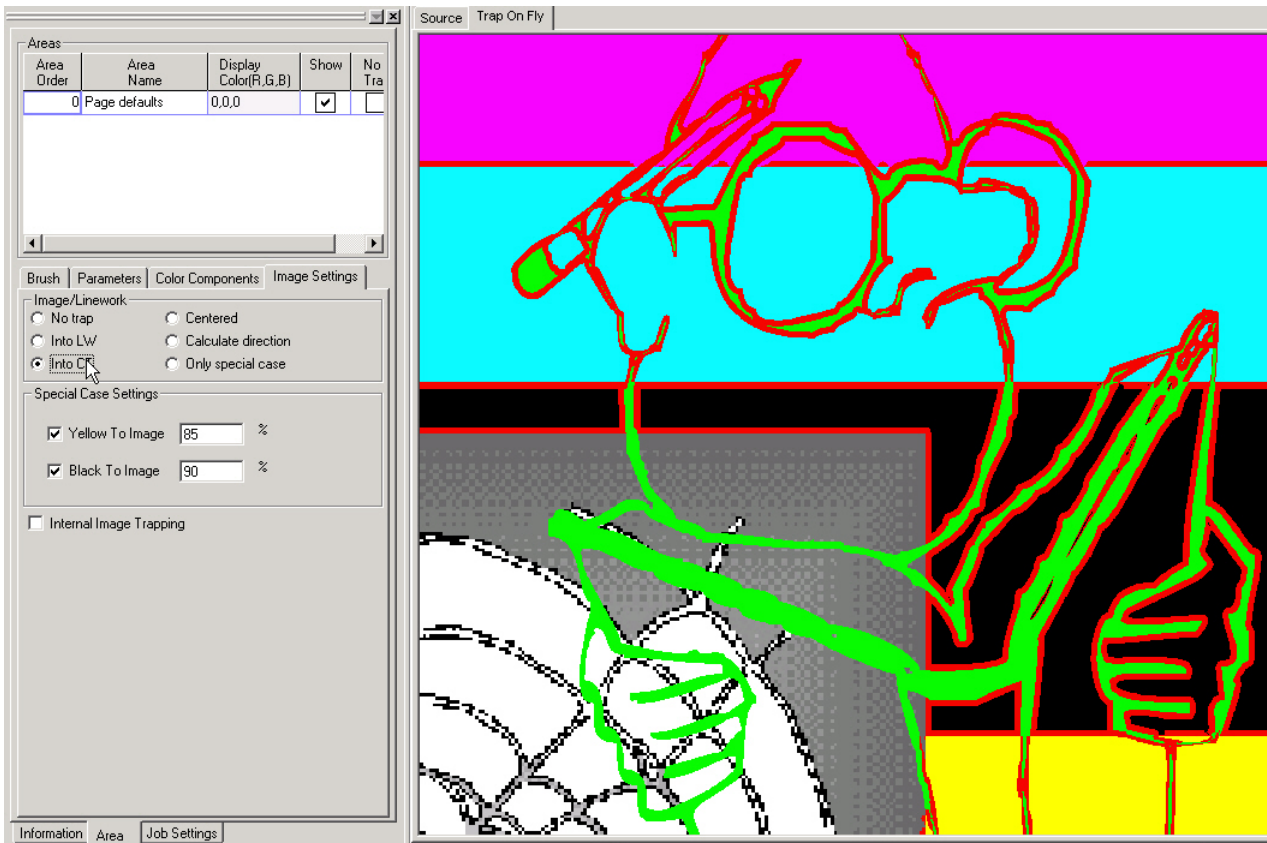 Source Trap On Fly
Areas
Area Order Area Name Display Color(R,G,B) Show No Tra
0 Page defaults 0,0,0
Brush Parameters Color Components Image Settings
Image/Linework
No trap Centered
Into LW Calculate direction
Into Only special case
Special Case Settings
Yellow To Image 85 %
Black To Image 90 %
Internal Image Trapping
Information Area Job Settings